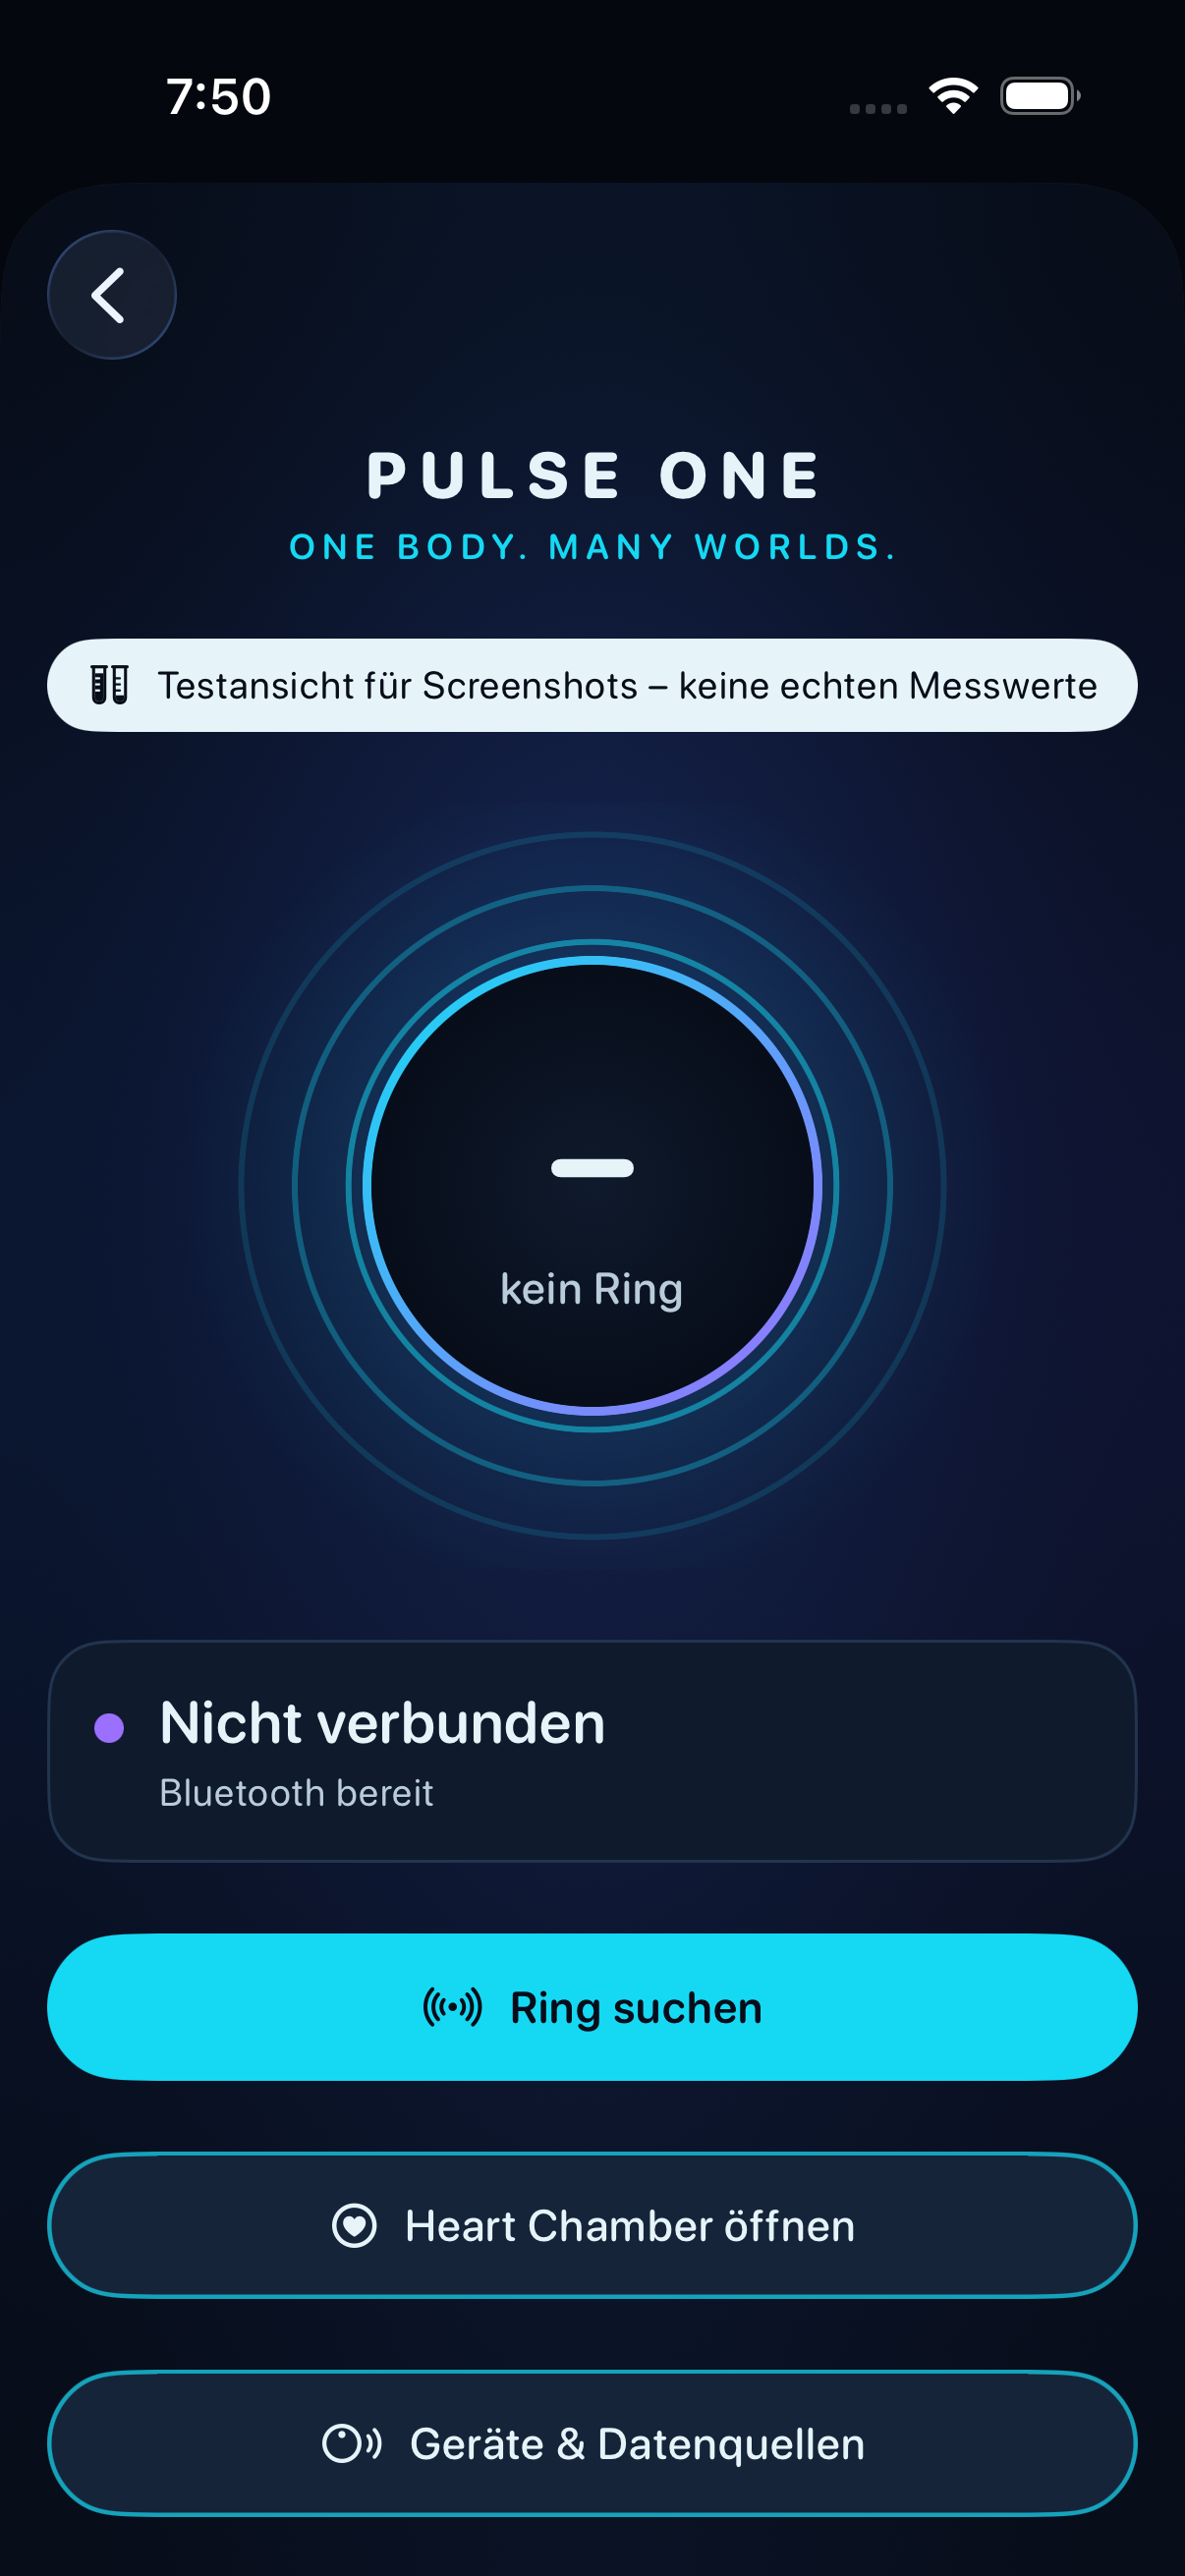 7:50
PULSE ONE
ONE BODY. MANY WORLDS.
Testansicht für Screenshots – keine echten Messwerte
–
kein Ring
Nicht verbunden
Bluetooth bereit
Ring suchen
Heart Chamber öffnen
Geräte & Datenquellen